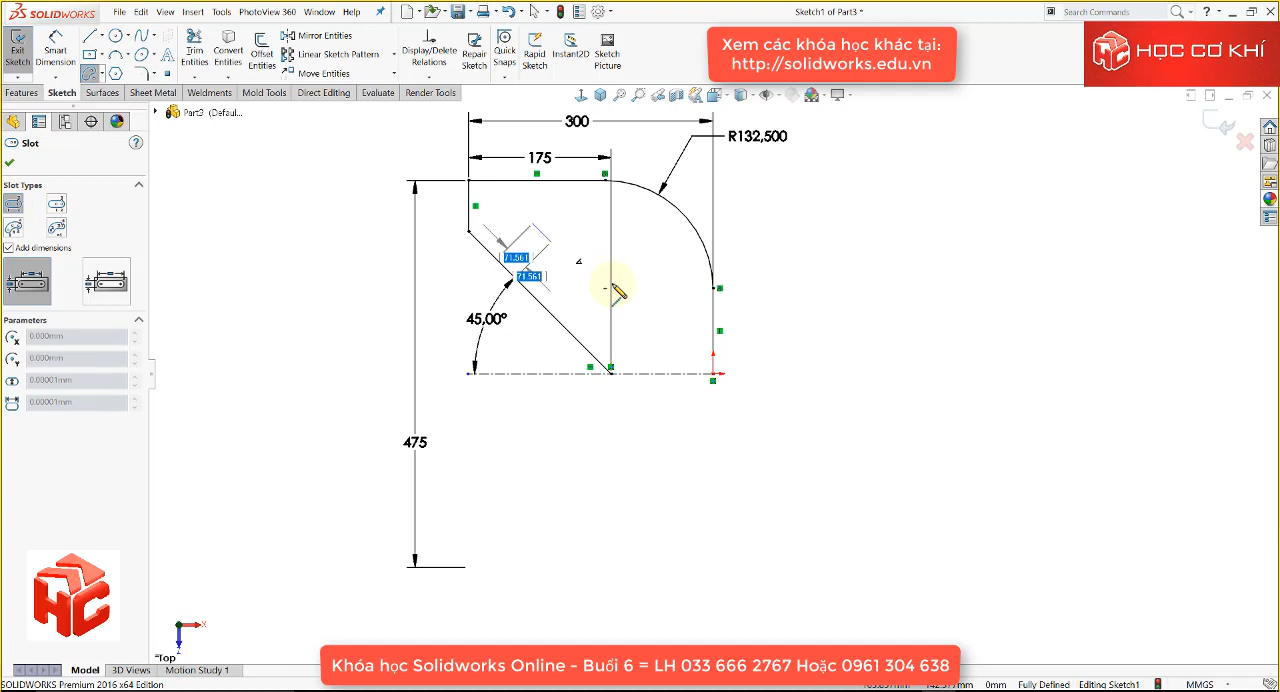 SOLIDWORKS
File Edit View Insert Tools PhotoView 360 Window Help
Sketch1 of Part3 *
Search Commands
Exit Sketch
Smart Dimension
Trim Entities
Convert Entities
Offset Entities
Mirror Entities
Linear Sketch Pattern
Move Entities
Display/Delete Relations
Repair Sketch
Quick Snaps
Rapid Sketch
Instant2D
Sketch Picture
Xem các khóa học khác tại:
http://solidworks.edu.vn
HỌC CƠ KHÍ
Features Sketch Surfaces Sheet Metal Weldments Mold Tools Direct Editing Evaluate Render Tools
Part3 (Defaul...
Slot
Slot Types
Add dimensions
Parameters
0.000mm
0.000mm
0.00001mm
0.00001mm
300
R132,500
175
71.561
71.561
45.00°
475
X
*Top
HC
Khóa học Solidworks Online - Buổi 6 = LH 033 666 2767 Hoặc 0961 304 638
Model 3D Views Motion Study 1
SOLIDWORKS Premium 2016 x64 Edition
0mm Fully Defined Editing Sketch1 MMGS